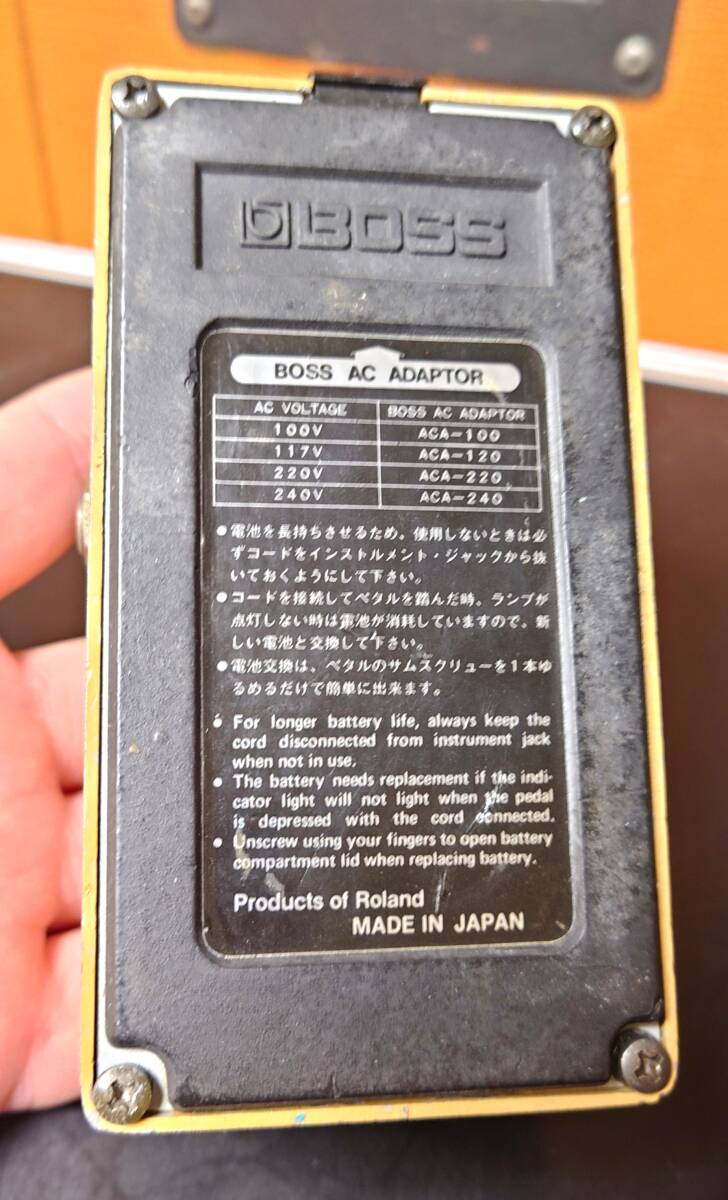 BOSS
BOSS AC ADAPTOR
AC VOLTAGE BOSS AC ADAPTOR
100V ACA-100
117V ACA-120
220V ACA-220
240V ACA-240
●電池を長持ちさせるため、使用しないときは必
ずコードをインストルメント・ジャックから抜
いておくようにして下さい。
●コードを接続してペダルを踏んだ時、ランプが
点灯しない時は電池が消耗していますので、新
しい電池と交換して下さい。
●電池交換は、ペダルのサムスクリューを1本ゆ
るめるだけで簡単に出来ます。
● For longer battery life, always keep the
cord disconnected from instrument jack
when not in use.
● The battery needs replacement if the indi-
cator light will not light when the pedal
is depressed with the cord connected.
● Unscrew using your fingers to open battery
compartment lid when replacing battery.
Products of Roland
MADE IN JAPAN